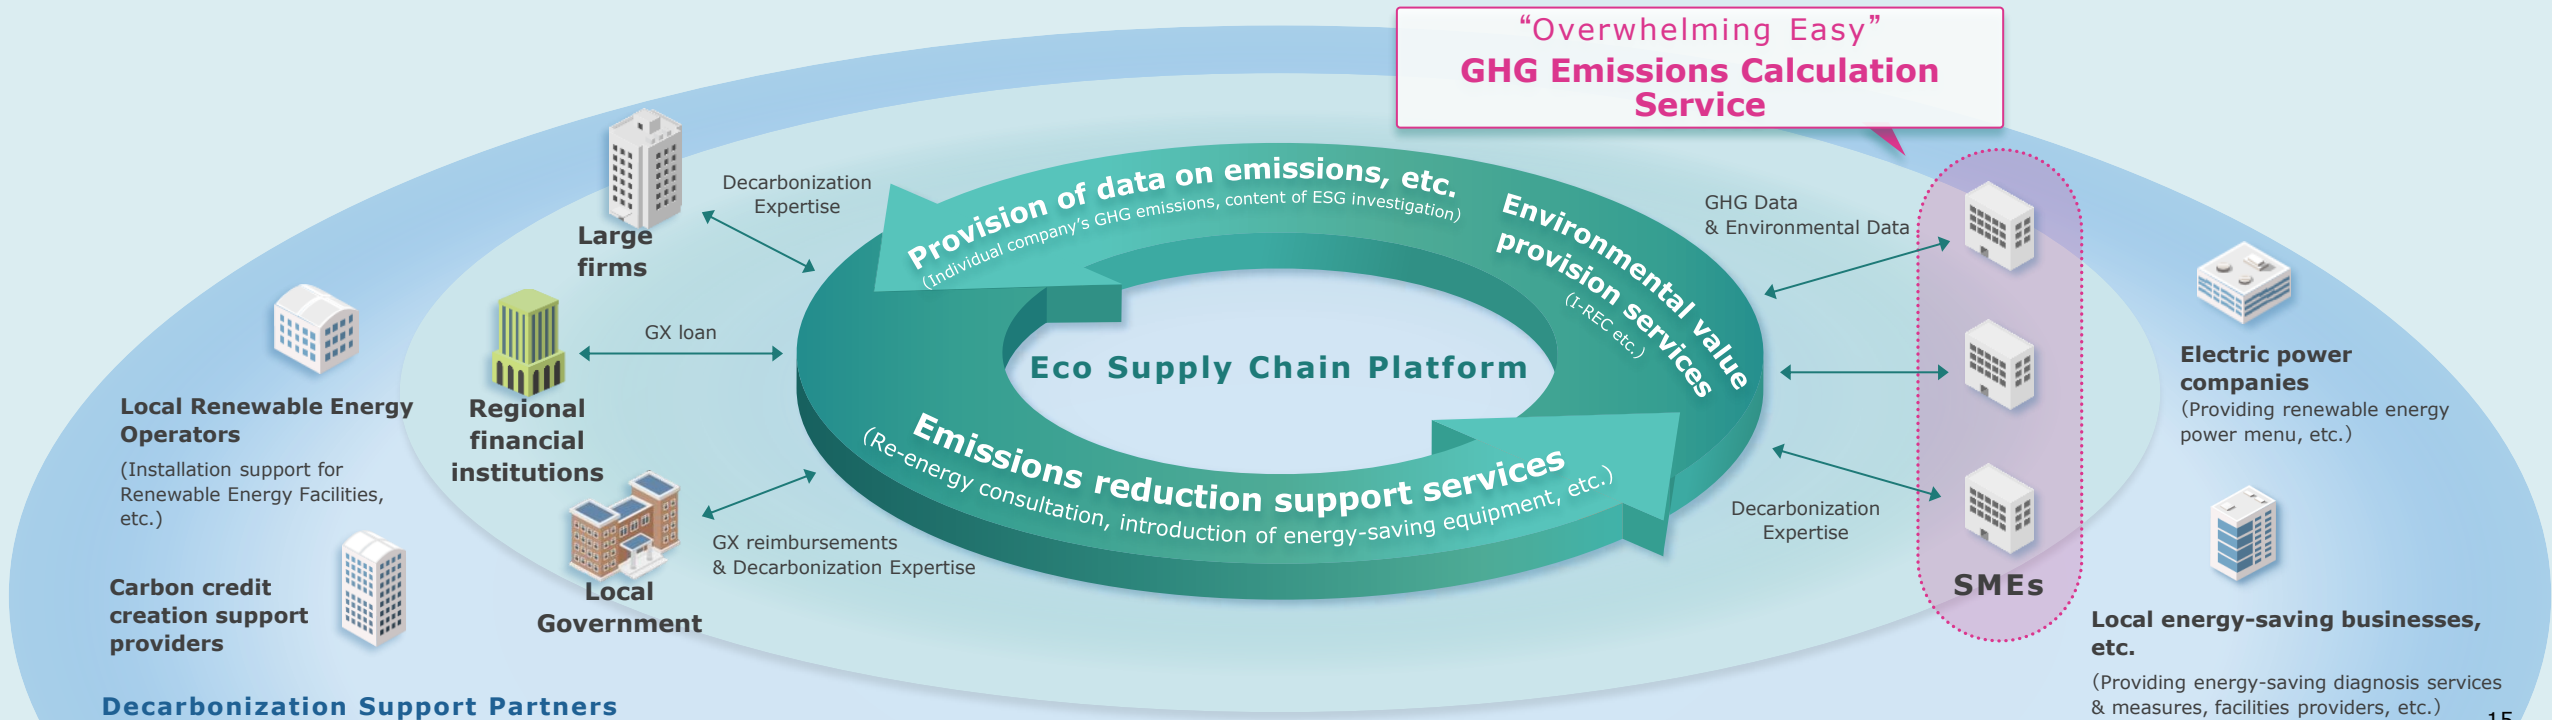 “Overwhelming Easy”
GHG Emissions Calculation
Service
Decarbonization
Expertise
Large
firms
GX loan
Regional
financial
institutions
GX reimbursements
& Decarbonization Expertise
Local
Government
Local Renewable Energy
Operators
(Installation support for
Renewable Energy Facilities,
etc.)
Carbon credit
creation support
providers
Decarbonization Support Partners
Provision of data on emissions, etc.
(Individual company’s GHG emissions, content of ESG investigation)
Environmental value
provision services
(I-REC etc.)
Eco Supply Chain Platform
Emissions reduction support services
(Re-energy consultation, introduction of energy-saving equipment, etc.)
GHG Data
& Environmental Data
Decarbonization
Expertise
SMEs
Electric power
companies
(Providing renewable energy
power menu, etc.)
Local energy-saving businesses,
etc.
(Providing energy-saving diagnosis services
& measures, facilities providers, etc.)
15